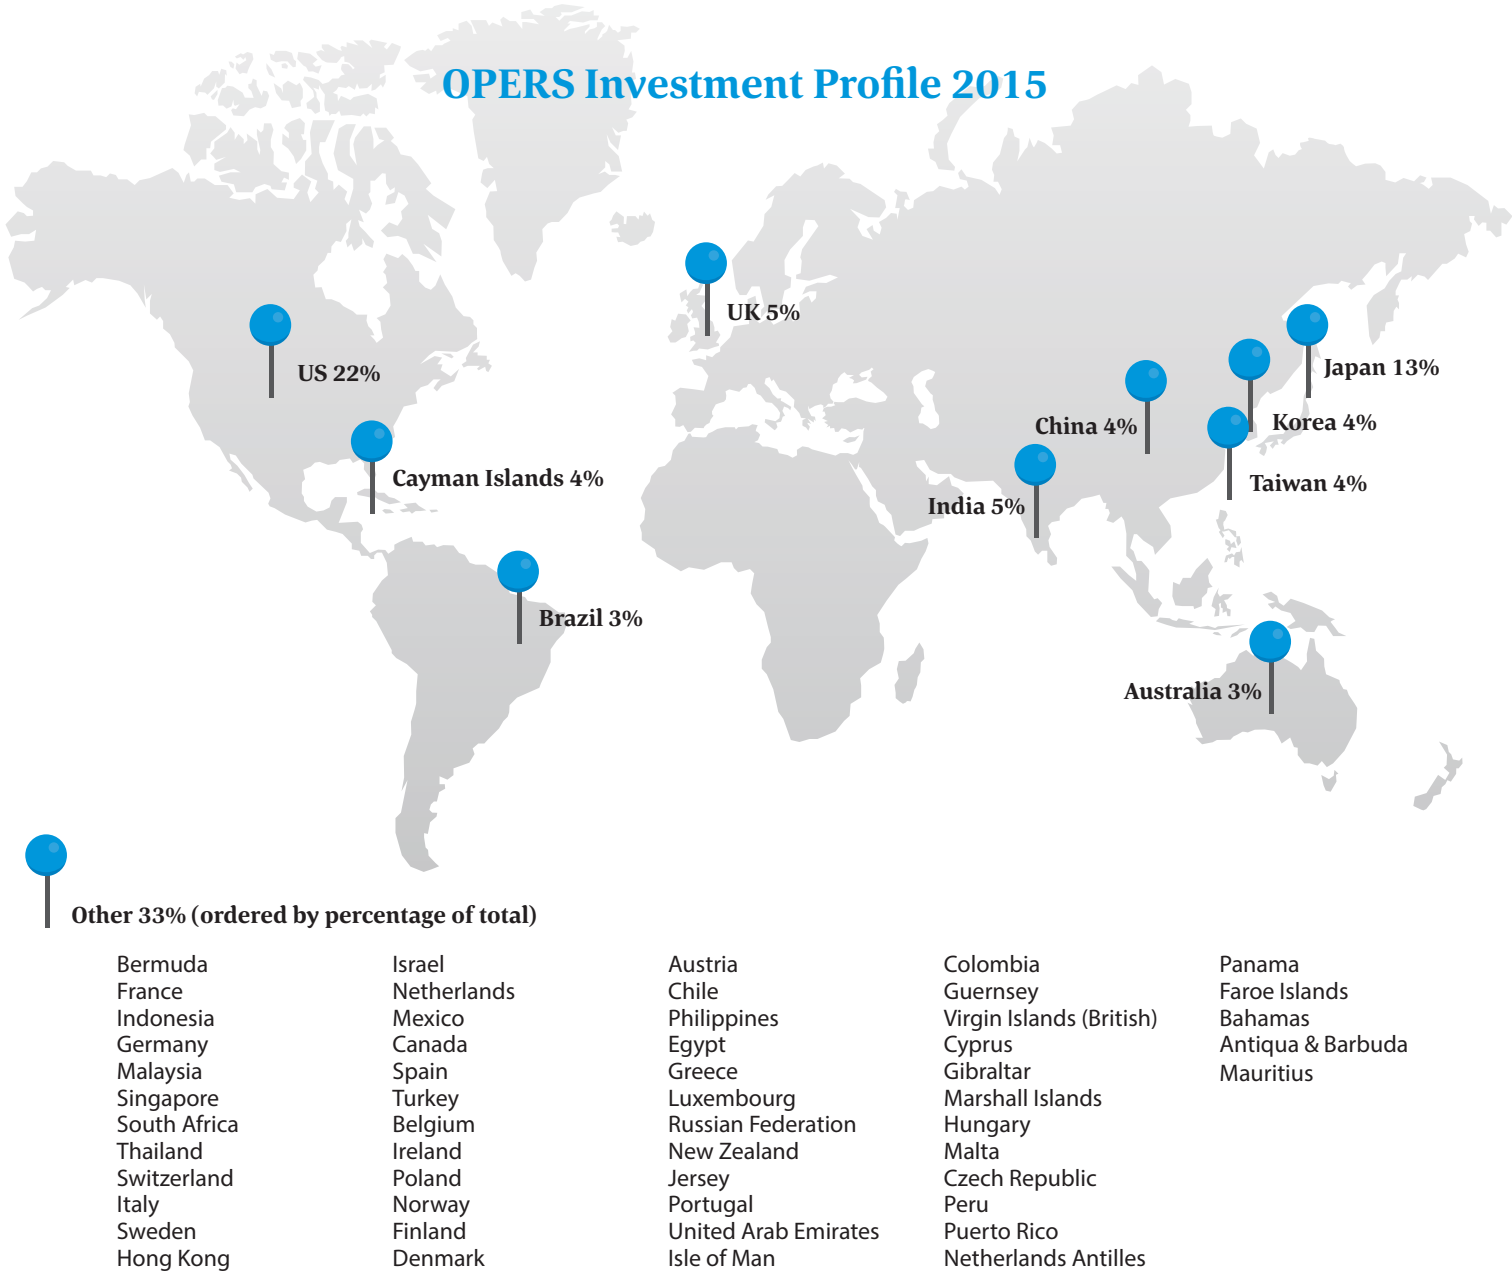 OPERS Investment Profile 2015
UK 5%
US 22%
Japan 13%
China 4%
Korea 4%
Cayman Islands 4%
Taiwan 4%
India 5%
Brazil 3%
Australia 3%
Other 33% (ordered by percentage of total)
Bermuda
France
Indonesia
Germany
Malaysia
Singapore
South Africa
Thailand
Switzerland
Italy
Sweden
Hong Kong
Israel
Netherlands
Mexico
Canada
Spain
Turkey
Belgium
Ireland
Poland
Norway
Finland
Denmark
Austria
Chile
Philippines
Egypt
Greece
Luxembourg
Russian Federation
New Zealand
Jersey
Portugal
United Arab Emirates
Isle of Man
Colombia
Guernsey
Virgin Islands (British)
Cyprus
Gibraltar
Marshall Islands
Hungary
Malta
Czech Republic
Peru
Puerto Rico
Netherlands Antilles
Panama
Faroe Islands
Bahamas
Antiqua & Barbuda
Mauritius